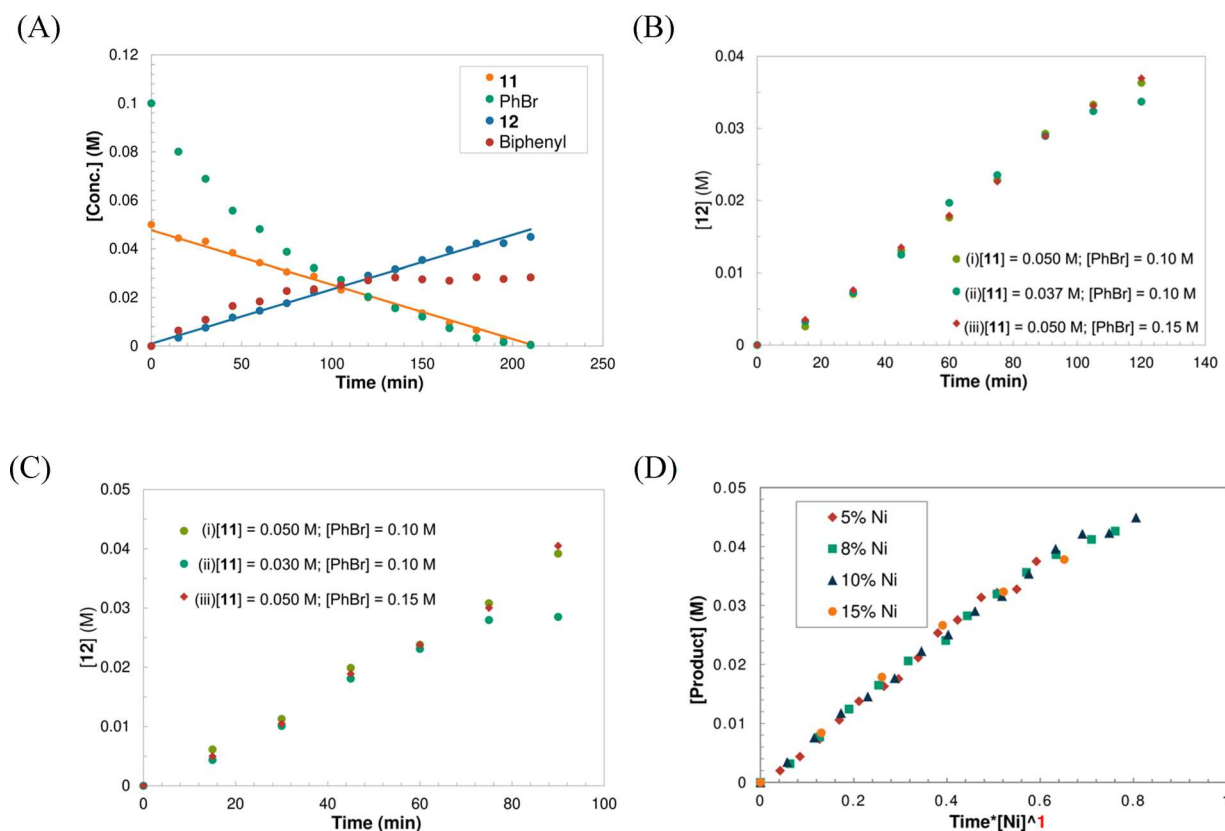 (A)
0.12
0.1
0.08
0.06
0.04
0.02
0
[Conc.] (M)
11
PhBr
12
Biphenyl
0
50
100
150
200
250
Time (min)
(B)
0.04
0.03
0.02
0.01
0
[12] (M)
(i)[11] = 0.050 M; [PhBr] = 0.10 M
(ii)[11] = 0.037 M; [PhBr] = 0.10 M
(iii)[11] = 0.050 M; [PhBr] = 0.15 M
0
20
40
60
80
100
120
140
Time (min)
(C)
0.05
0.04
0.03
0.02
0.01
0
[12] (M)
(i)[11] = 0.050 M; [PhBr] = 0.10 M
(ii)[11] = 0.030 M; [PhBr] = 0.10 M
(iii)[11] = 0.050 M; [PhBr] = 0.15 M
0
20
40
60
80
100
Time (min)
(D)
0.05
0.04
0.03
0.02
0.01
0
[Product] (M)
5% Ni
8% Ni
10% Ni
15% Ni
0
0.2
0.4
0.6
0.8
Time*[Ni]^1